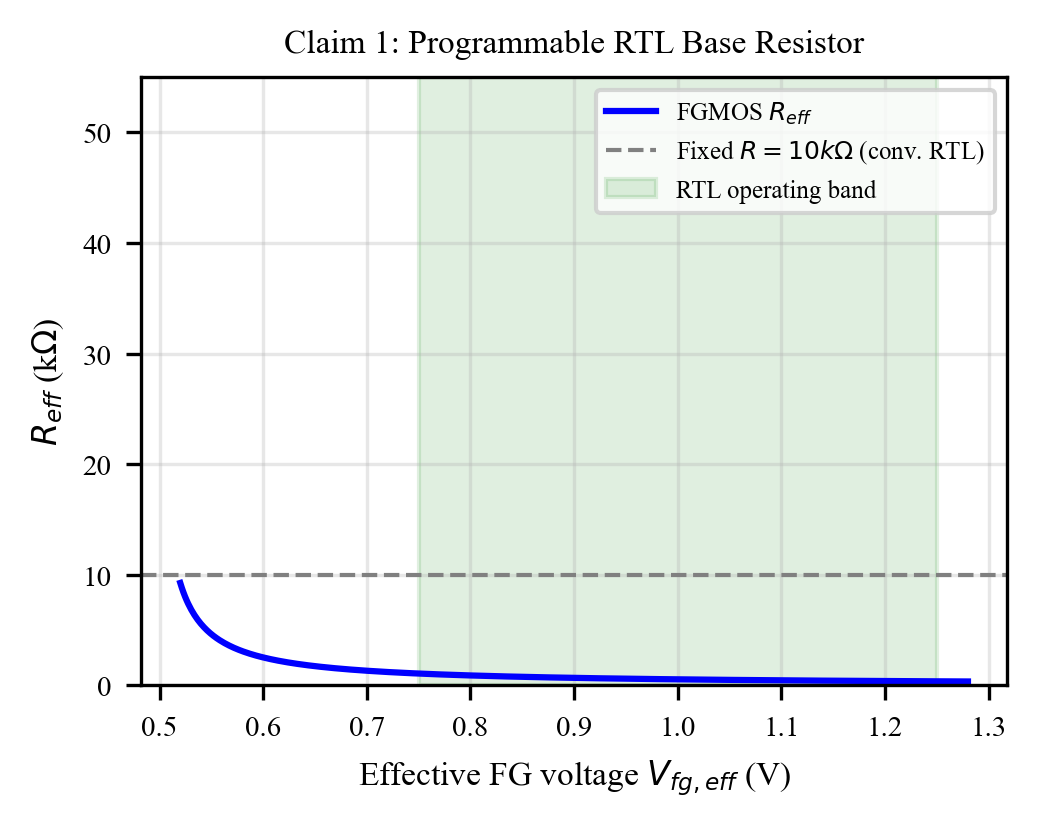 Claim 1: Programmable RTL Base Resistor
FGMOS R_eff
Fixed R = 10kΩ (conv. RTL)
RTL operating band
R_eff (kΩ)
50
40
30
20
10
0
0.5 0.6 0.7 0.8 0.9 1.0 1.1 1.2 1.3
Effective FG voltage V_fg, eff (V)